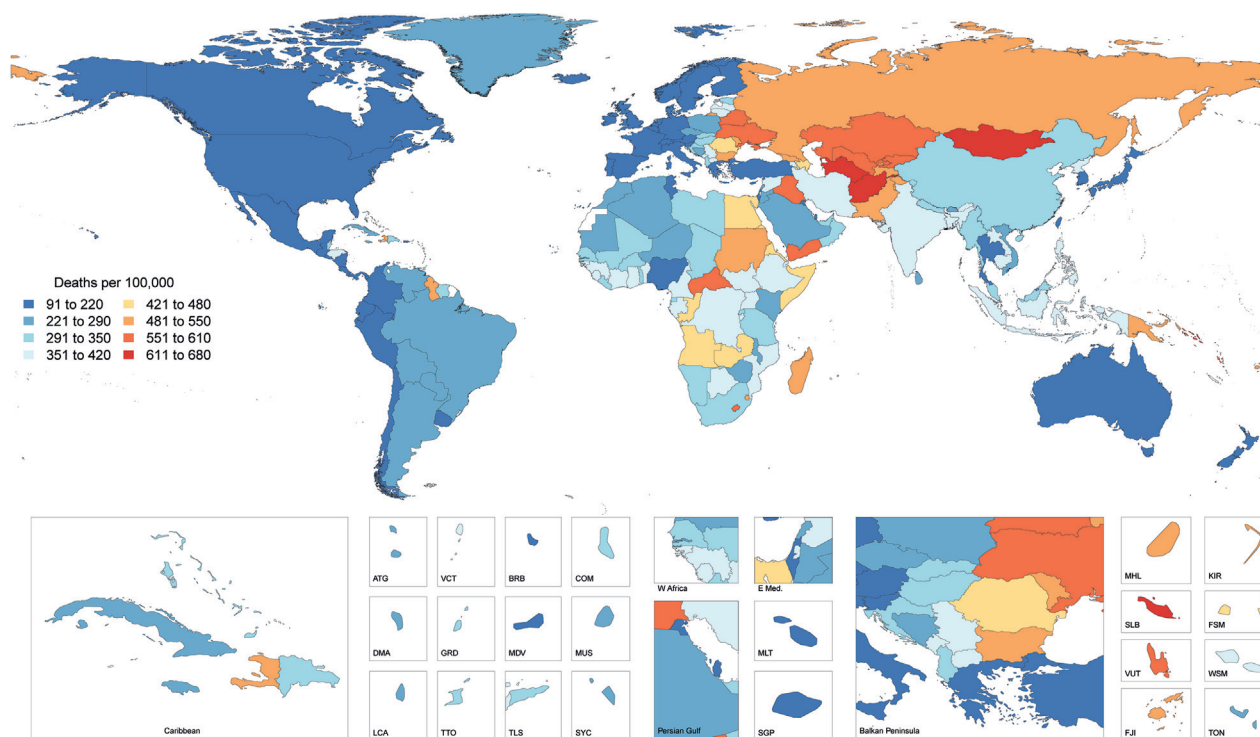 Deaths per 100,000
91 to 220
221 to 290
291 to 350
351 to 420
421 to 480
481 to 550
551 to 610
611 to 680
Caribbean
ATG
VCT
BRB
COM
DMA
GRD
MDV
MUS
LCA
TTO
TLS
SYC
W Africa
E Med.
Persian Gulf
MLT
SGP
Balkan Peninsula
MHL
KIR
SLB
FSM
VUT
WSM
FJI
TON